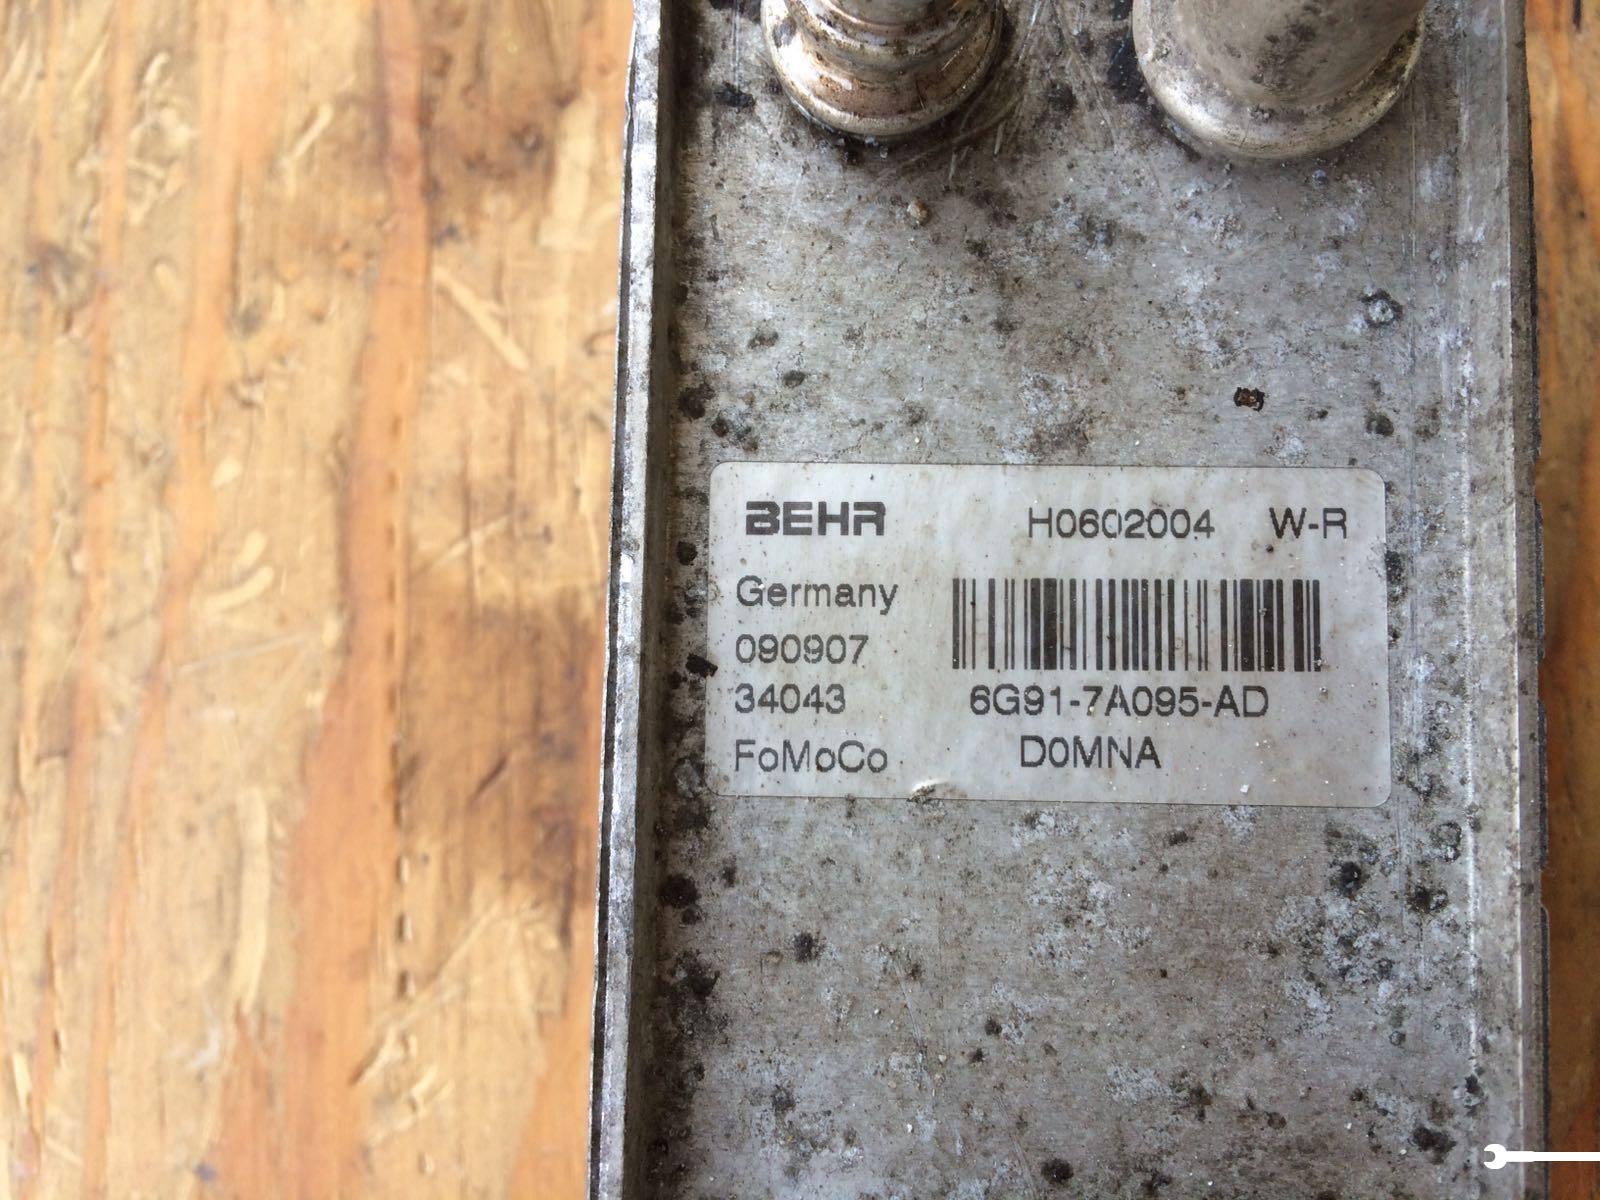 BEHR H0602004 W-R
Germany
090907
34043 6G91-7A095-AD
FoMoCo D0MNA